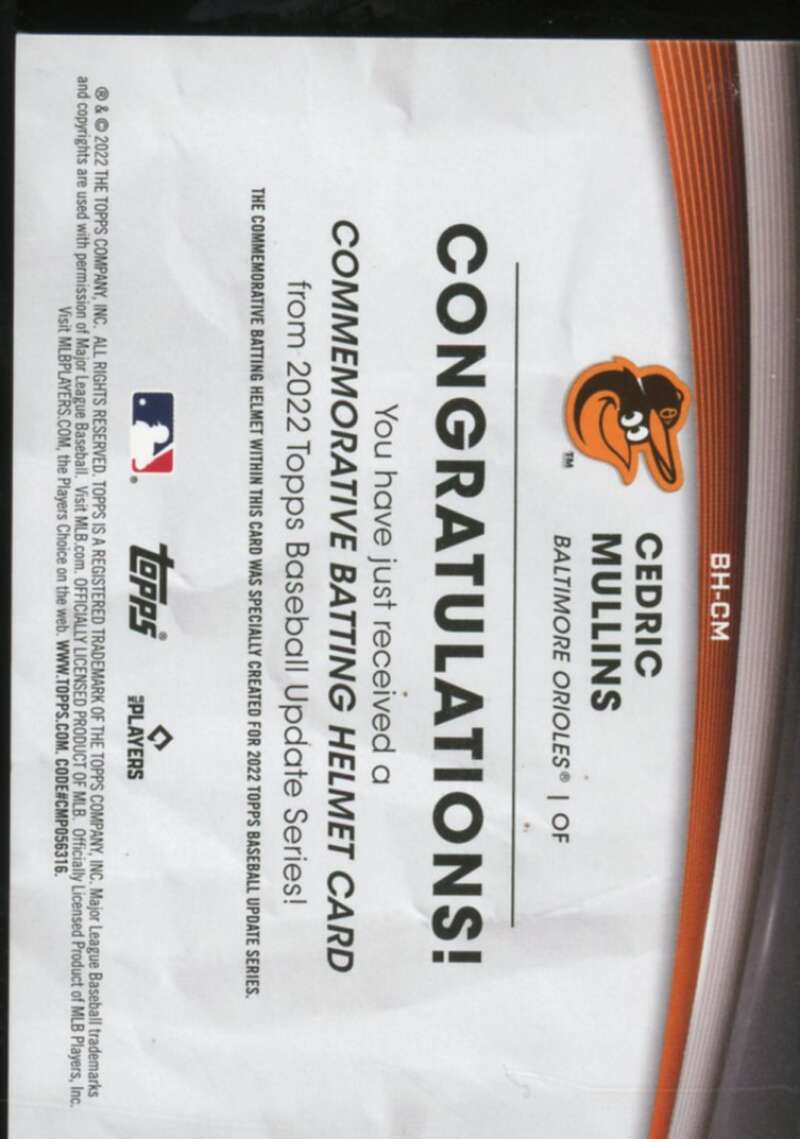 BH-CM
CEDRIC
MULLINS
BALTIMORE ORIOLES® | OF
TM
CONGRATULATIONS!
You have just received a
COMMEMORATIVE BATTING HELMET CARD
from 2022 Topps Baseball Update Series!
THE COMMEMORATIVE BATTING HELMET WITHIN THIS CARD WAS SPECIALLY CREATED FOR 2022 TOPPS BASEBALL UPDATE SERIES.
® topps® MLBPLAYERS
® & © 2022 THE TOPPS COMPANY, INC. ALL RIGHTS RESERVED. TOPPS IS A REGISTERED TRADEMARK OF THE TOPPS COMPANY, INC. Major League Baseball trademarks
and copyrights are used with permission of Major League Baseball. Visit MLB.com. OFFICIALLY LICENSED PRODUCT OF MLB. Officially Licensed Product of MLB Players, Inc.
Visit MLBPLAYERS.COM, the Players Choice on the web. WWW.TOPPS.COM. CODE#CMP056316.